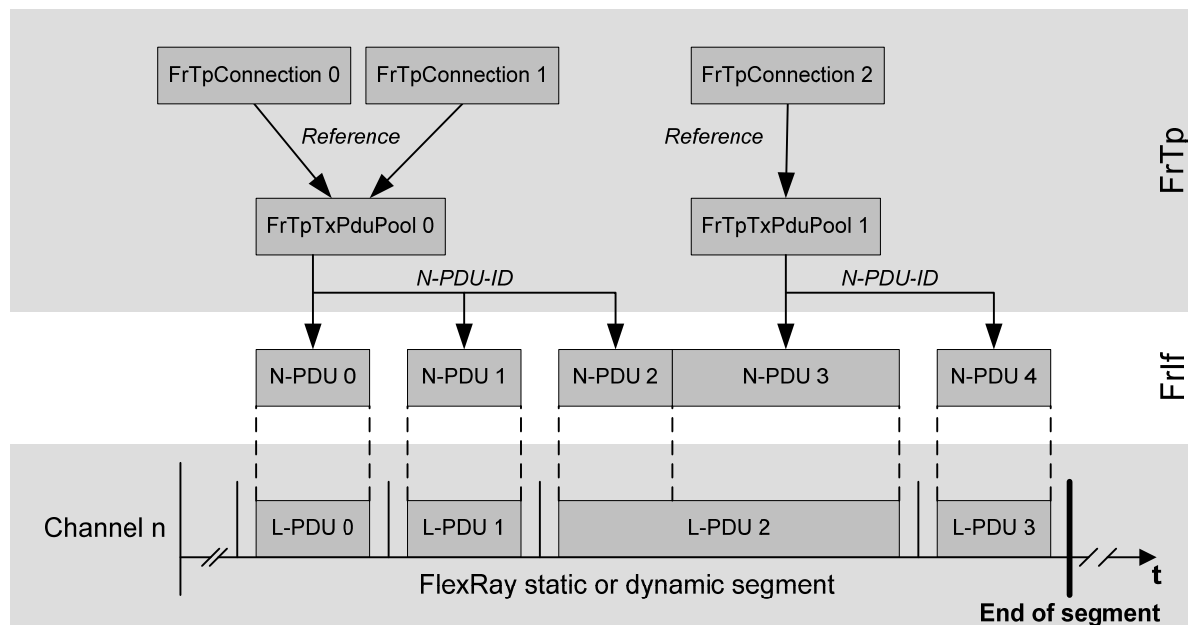 FrTpConnection 0
FrTpConnection 1
FrTpConnection 2
Reference
Reference
FrTp
FrTpTxPduPool 0
FrTpTxPduPool 1
N-PDU-ID
N-PDU-ID
N-PDU 0
N-PDU 1
N-PDU 2
N-PDU 3
N-PDU 4
FrIf
Channel n
L-PDU 0
L-PDU 1
L-PDU 2
L-PDU 3
t
FlexRay static or dynamic segment
End of segment